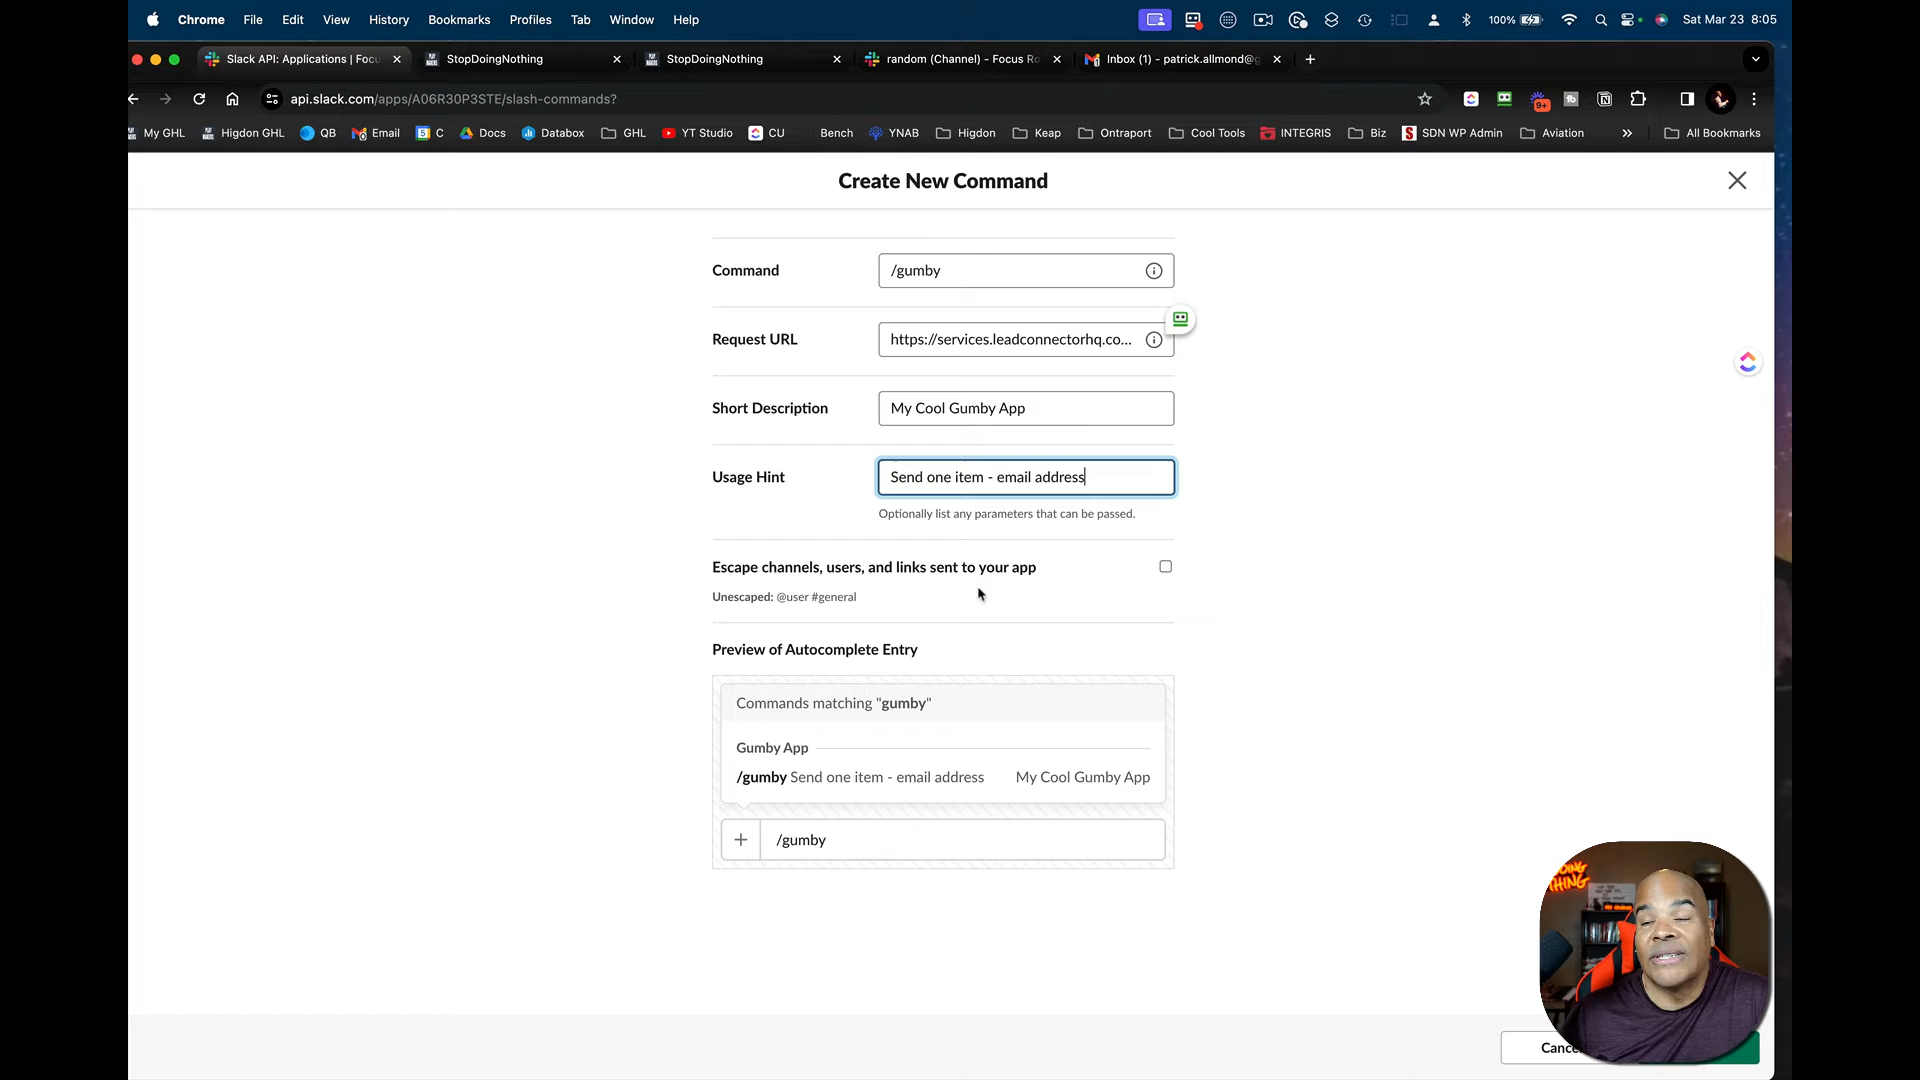 Chrome File Edit View History Bookmarks Profiles Tab Window Help 100% Sat Mar 23 8:05
Slack API: Applications | Focu StopDoingNothing StopDoingNothing random (Channel) - Focus Ro Inbox (1) - patrick.allmond@g
api.slack.com/apps/A06R30P3STE/slash-commands? 9+
My GHL Higdon GHL QB Email 5 C Docs Databox GHL YT Studio CU Bench YNAB Higdon Keap Ontraport Cool Tools INTEGRIS Biz SDN WP Admin Aviation » All Bookmarks
Create New Command
Command /gumby
Request URL https://services.leadconnectorhq.co...
Short Description My Cool Gumby App
Usage Hint Send one item - email address
Optionally list any parameters that can be passed.
Escape channels, users, and links sent to your app
Unescaped: @user #general
Preview of Autocomplete Entry
Commands matching "gumby"
Gumby App
/gumby Send one item - email address My Cool Gumby App
+ /gumby